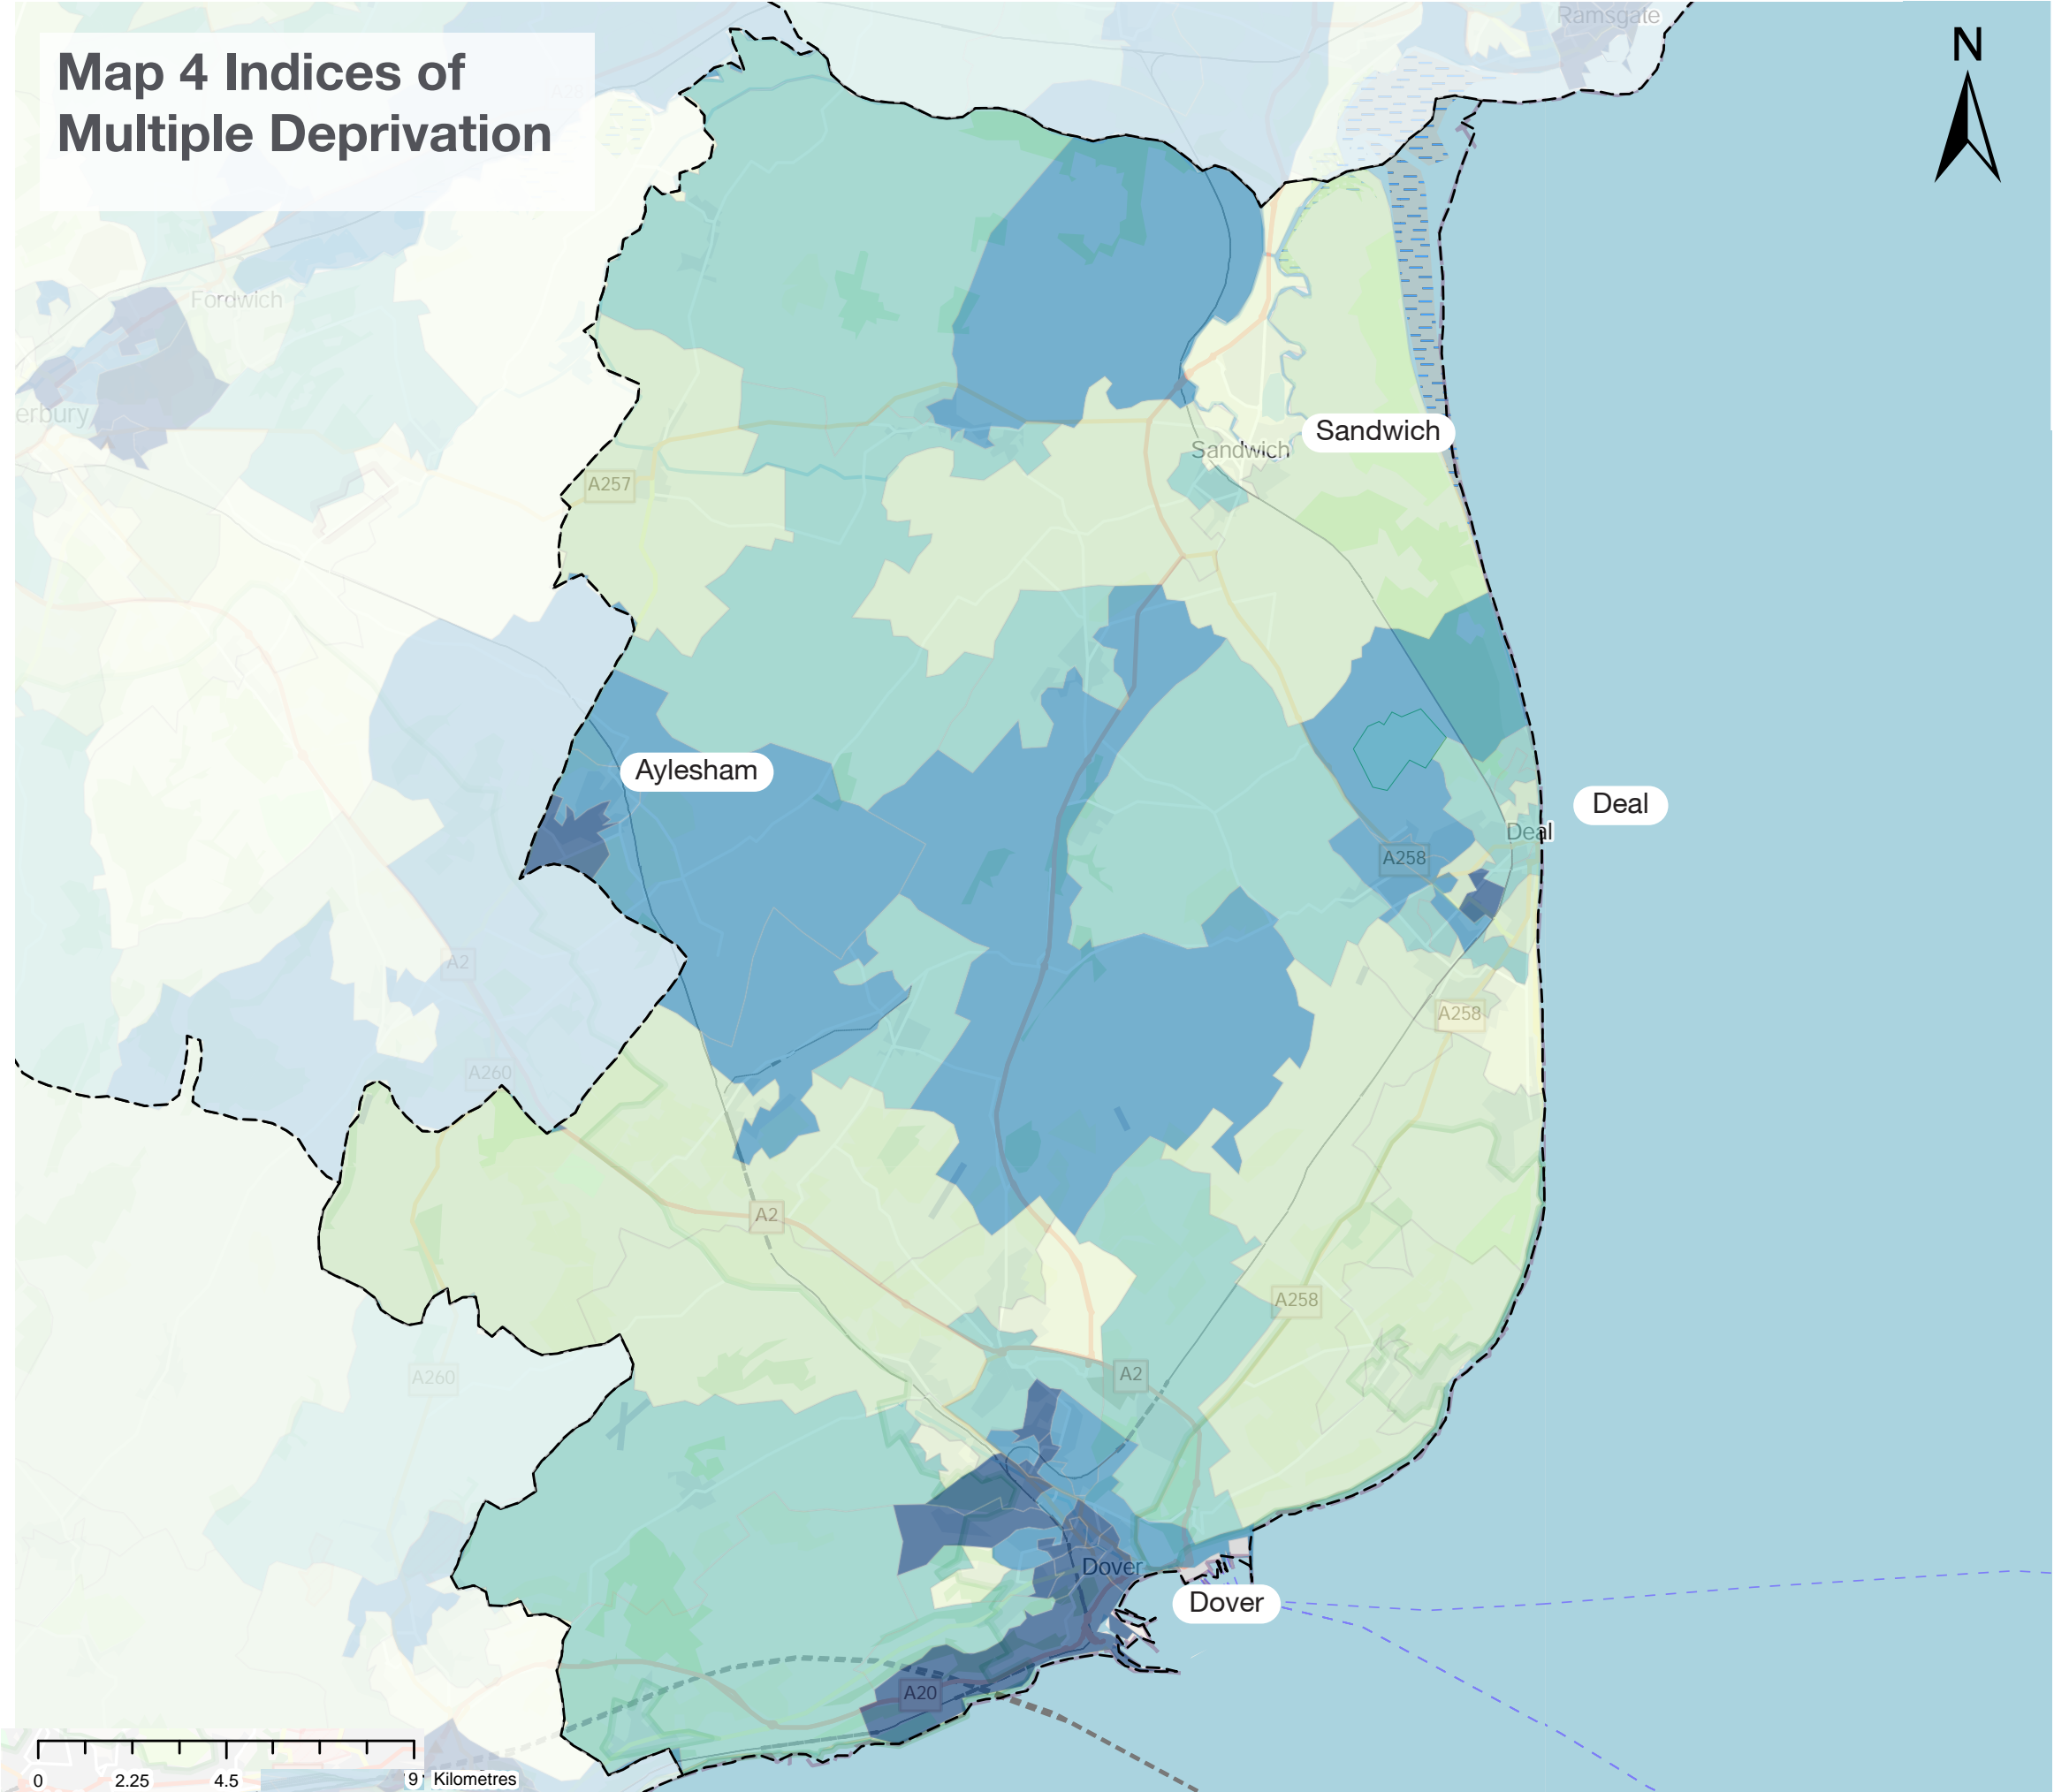 Map 4 Indices of
Multiple Deprivation
Ramsgate
N
A28
Fordwich
erbury
Sandwich
Sandwich
A257
Aylesham
Deal
Deal
A258
A2
A258
A260
A2
A258
A2
A260
Dover
Dover
A20
0 2.25 4.5 9 Kilometres